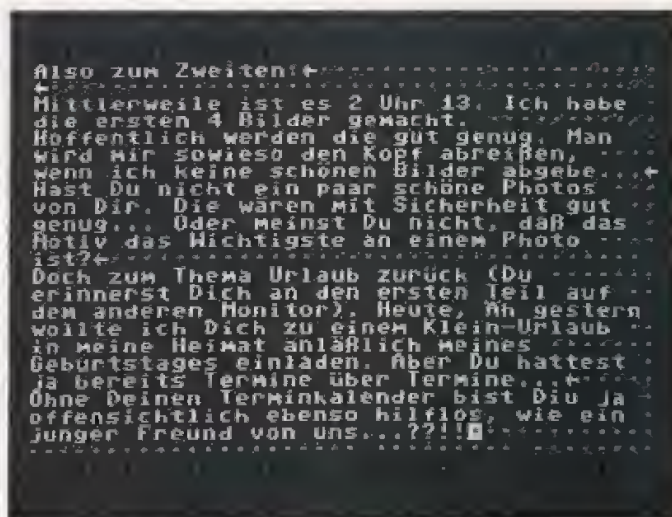 Also zum Zweiten:←
←
Mittlerweile ist es 2 Uhr 13. Ich habe
die ersten 4 Bilder gemacht.
Hoffentlich werden die gut genug. Man
wird mir sowieso den Kopf abreißen,
wenn ich keine schönen Bilder abgebe...←
Hast Du nicht ein paar schöne Photos
von Dir. Die wären mit Sicherheit gut
genug... Oder meinst Du nicht, daß das
Motiv das Wichtigste an einem Photo
ist?←
Doch zum Thema Urlaub zurück (Du
erinnerst Dich an den ersten Teil auf
dem anderen Monitor). Heute, Äh gestern
wollte ich Dich zu einem Klein-Urlaub
in meine Heimat anläßlich meines
Geburtstages einladen. Aber Du hattest
ja bereits Termine über Termine...←
Ohne Deinen Terminkalender bist Diu ja
offensichtlich ebenso hilflos, wie ein
junger Freund von uns...??!!